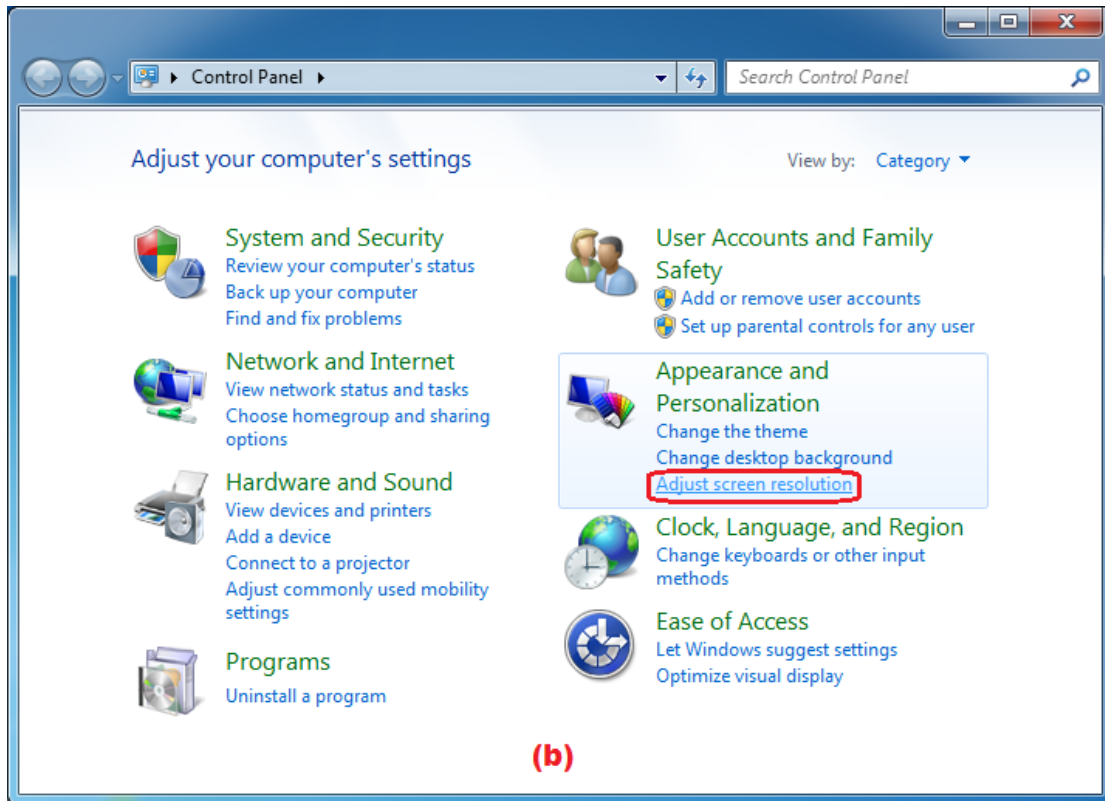 Control Panel
Search Control Panel
Adjust your computer's settings
View by: Category
System and Security
Review your computer's status
Back up your computer
Find and fix problems
Network and Internet
View network status and tasks
Choose homegroup and sharing
options
Hardware and Sound
View devices and printers
Add a device
Connect to a projector
Adjust commonly used mobility
settings
Programs
Uninstall a program
User Accounts and Family
Safety
Add or remove user accounts
Set up parental controls for any user
Appearance and
Personalization
Change the theme
Change desktop background
Adjust screen resolution
Clock, Language, and Region
Change keyboards or other input
methods
Ease of Access
Let Windows suggest settings
Optimize visual display
(b)